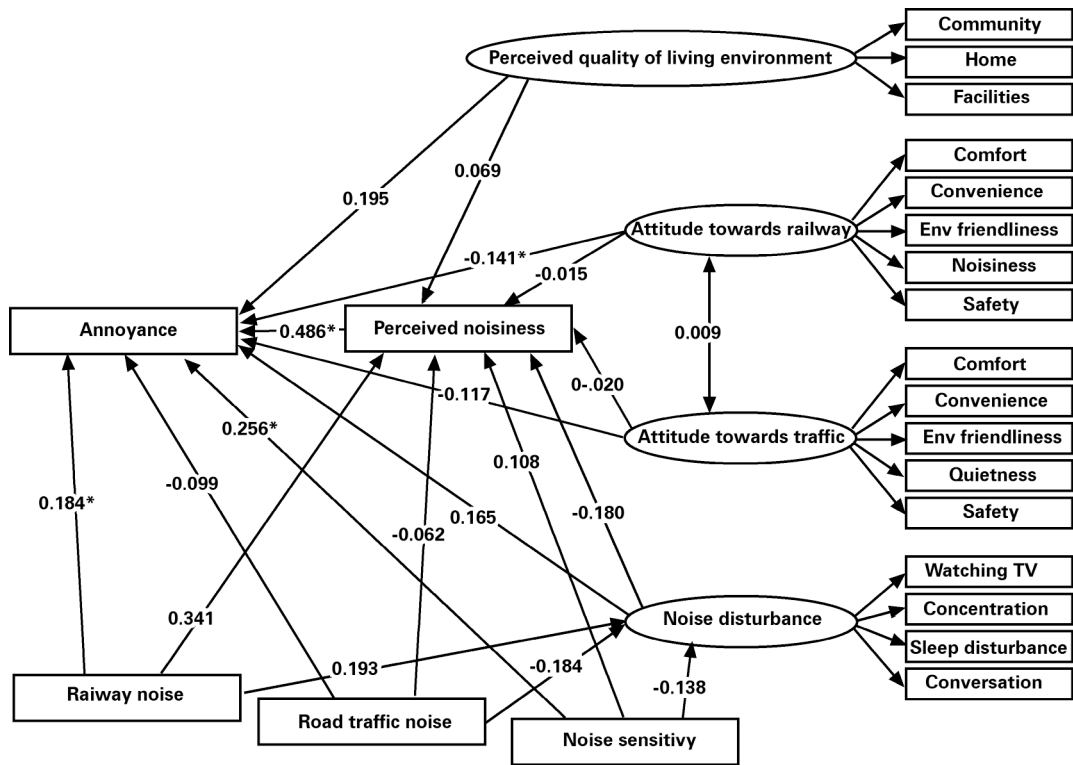 Community
Perceived quality of living environment
Home
Facilities
0.069
0.195
Comfort
Convenience
Attitude towards railway
Env friendliness
Noisiness
Safety
-0.141*
-0.015
Annoyance
0.486*
Perceived noisiness
0.009
0-.020
-0.117
Comfort
Convenience
Attitude towards traffic
Env friendliness
Quietness
Safety
0.256*
0.108
-0.099
0.184*
0.165
-0.180
-0.062
Watching TV
Concentration
Noise disturbance
Sleep disturbance
Conversation
0.341
0.193
-0.184
-0.138
Raiway noise
Road traffic noise
Noise sensitivy